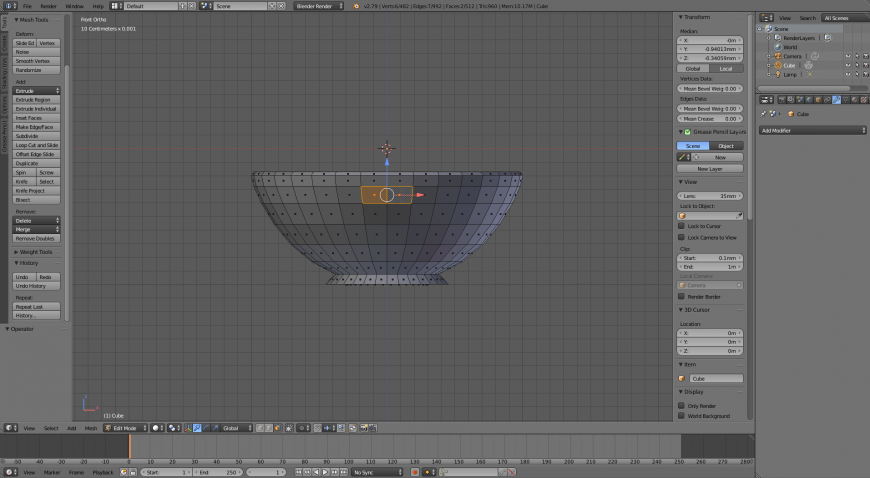 File
Render
Window
Help
Default
Scene
Blender Render
v2.79 | Verts:6/482 | Edges:7/992 | Faces:2/512 | Tris:960 | Mem:10.17M | Cube
View
Search
All Scenes
Mesh Tools
Front Ortho
10 Centimeters x 0.001
Deform:
Slide Ed
Vertex
Noise
Smooth Vertex
Randomize
Add:
Extrude
Extrude Region
Extrude Individual
Inset Faces
Make Edge/Face
Subdivide
Loop Cut and Slide
Offset Edge Slide
Duplicate
Spin
Screw
Knife
Select
Knife Project
Bisect
Remove:
Delete
Merge
Remove Doubles
Weight Tools
History
Undo
Redo
Undo History
Repeat:
Repeat Last
History...
Operator
(1) Cube
Transform
Median:
X: -0m
Y: -0.94013m
Z: -0.34059m
Global
Local
Vertices Data:
Mean Bevel Weig: 0.00
Edges Data:
Mean Bevel Weig: 0.00
Mean Crease: 0.00
Grease Pencil Layers
Scene
Object
New
New Layer
View
Lens: 35mm
Lock to Object:
Lock to Cursor
Lock Camera to View
Clip:
Start: 0.1mm
End: 1m
Local Camera:
Camera
Render Border
3D Cursor
Location:
X: 0m
Y: 0m
Z: 0m
Item
Cube
Display
Only Render
World Background
Scene
RenderLayers
World
Camera
Cube
Lamp
Cube
Add Modifier
View
Select
Add
Mesh
Edit Mode
Global
-50 -40 -30 -20 -10 0 10 20 30 40 50 60 70 80 90 100 110 120 130 140 150 160 170 180 190 200 210 220 230 240 250 260 270 280
View
Marker
Frame
Playback
Start: 1
End: 250
1
No Sync